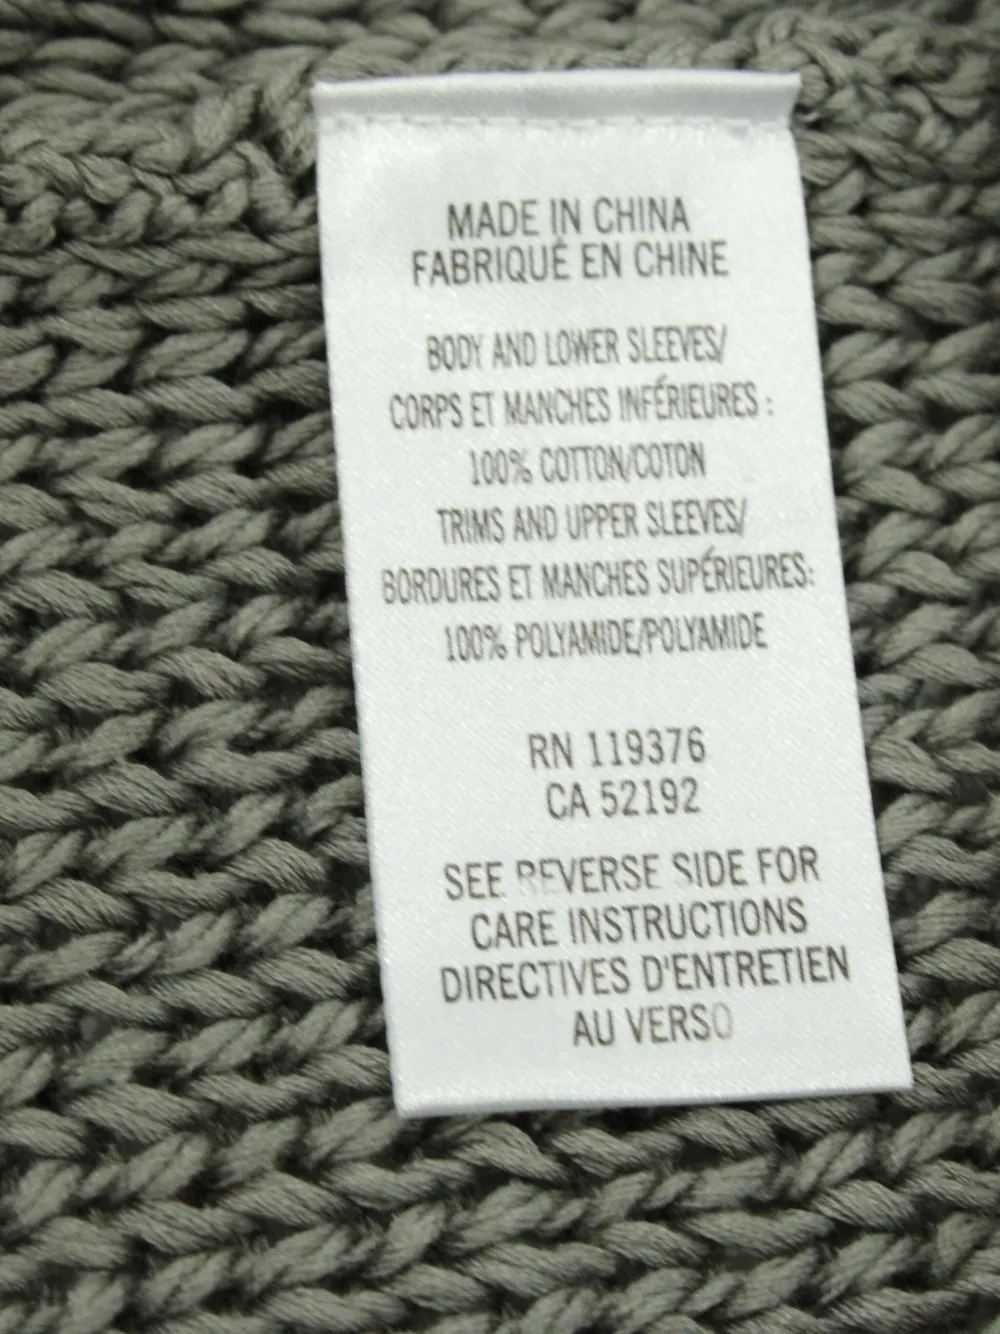 MADE IN CHINA
FABRIQUÉ EN CHINE
BODY AND LOWER SLEEVES/
CORPS ET MANCHES INFÉRIEURES :
100% COTTON/COTON
TRIMS AND UPPER SLEEVES/
BORDURES ET MANCHES SUPÉRIEURES:
100% POLYAMIDE/POLYAMIDE
RN 119376
CA 52192
SEE REVERSE SIDE FOR
CARE INSTRUCTIONS
DIRECTIVES D'ENTRETIEN
AU VERSO